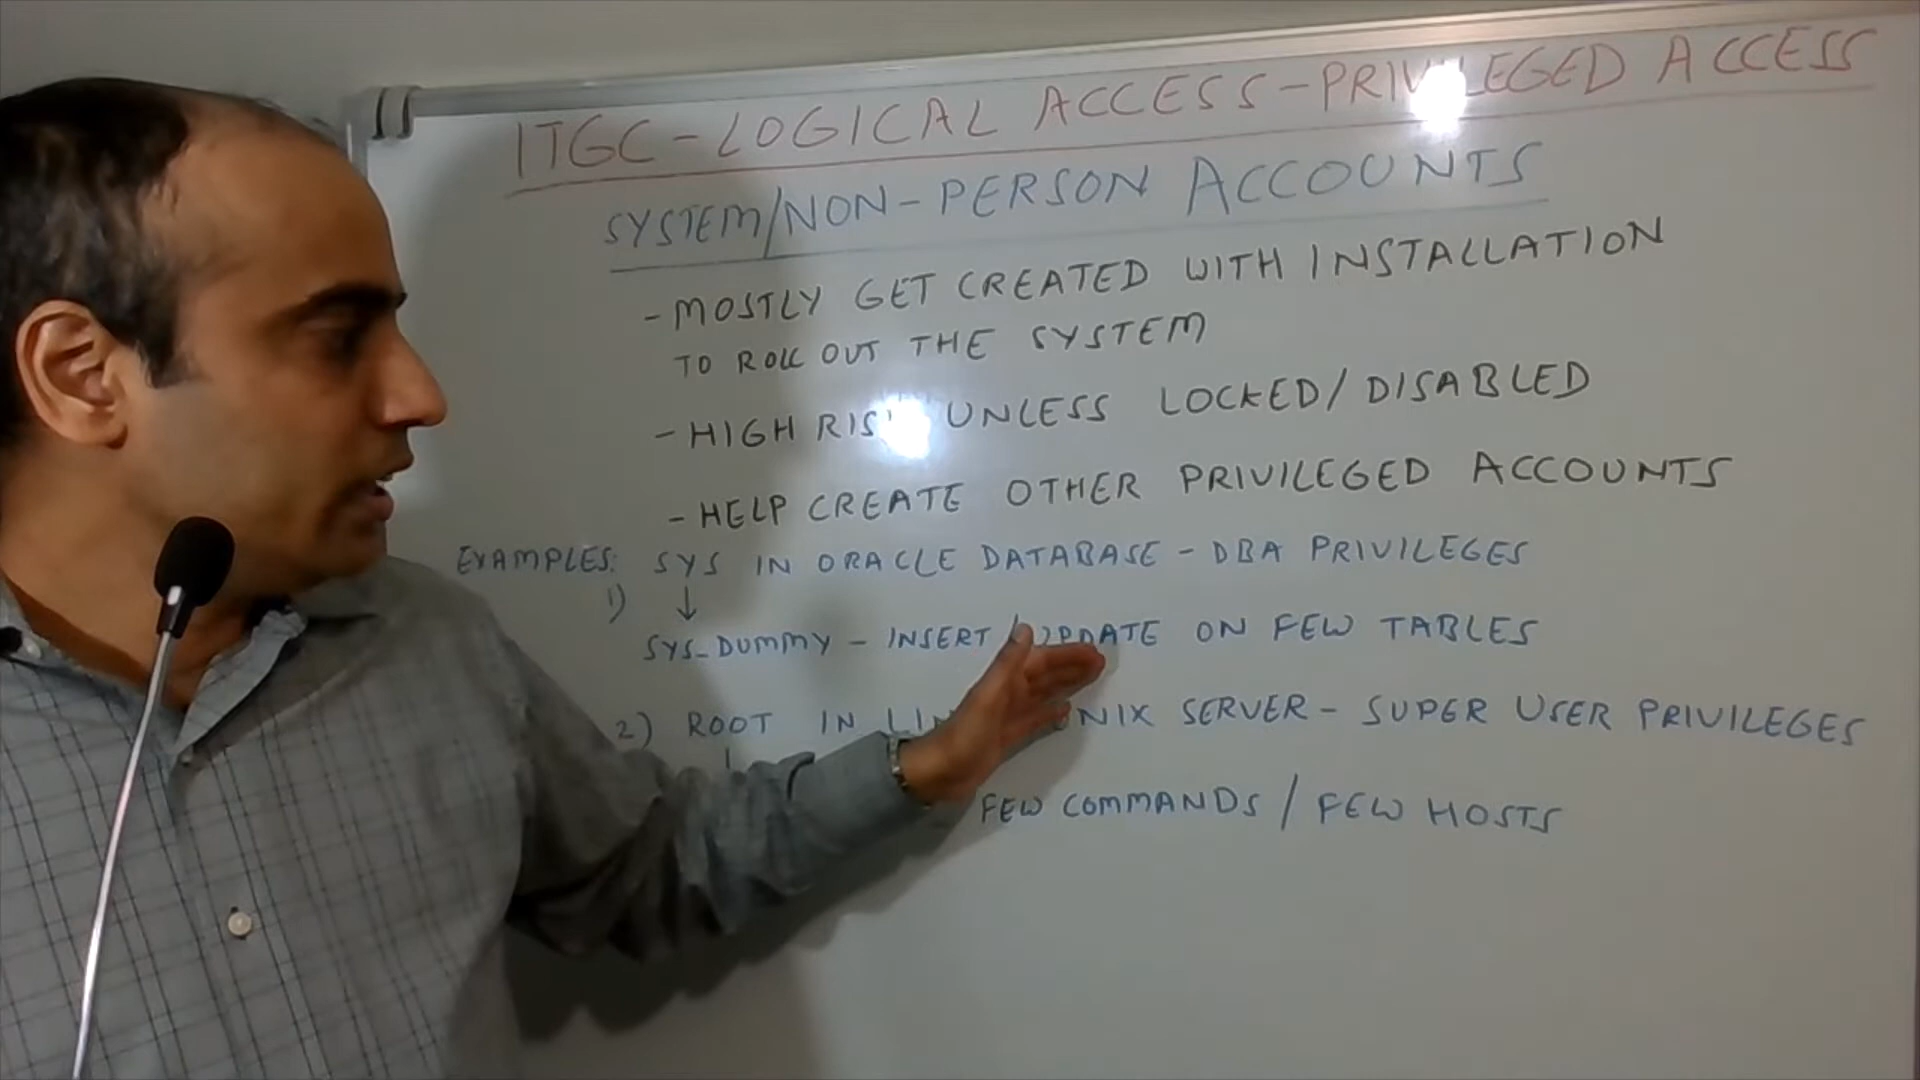 ITGC-LOGICAL ACCESS-PRIVILEGED ACCESS
SYSTEM/NON-PERSON ACCOUNTS
- MOSTLY GET CREATED WITH INSTALLATION
TO ROLL OUT THE SYSTEM
- HIGH RISK UNLESS LOCKED/DISABLED
- HELP CREATE OTHER PRIVILEGED ACCOUNTS
EXAMPLES: SYS IN ORACLE DATABASE - DBA PRIVILEGES
1) ↓
SYS_DUMMY - INSERT/UPDATE ON FEW TABLES
2) ROOT IN SERVER - SUPER USER PRIVILEGES
FEW COMMANDS / FEW HOSTS